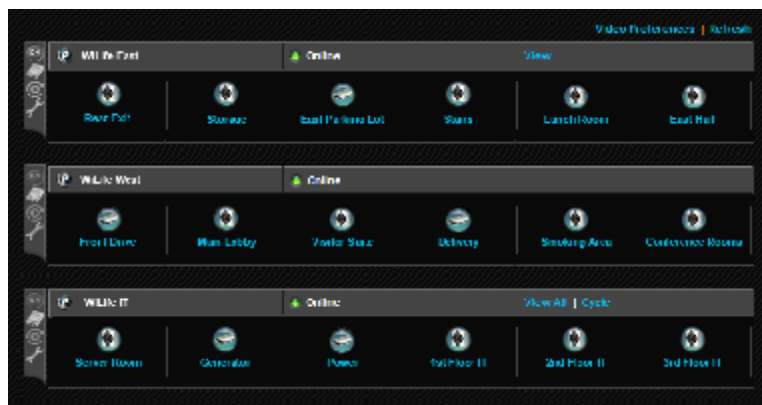 Video Preferences | Refresh
WiLife East Online View
Rear Exit Storage East Parking Lot Stairs Lunch Room East Hall
WiLife West Online
Front Drive Main Lobby Visitor Suite Delivery Smoking Area Conference Rooms
WiLife IT Online View All | Cycle
Server Room Generator Power 1st Floor IT 2nd Floor IT 3rd Floor IT